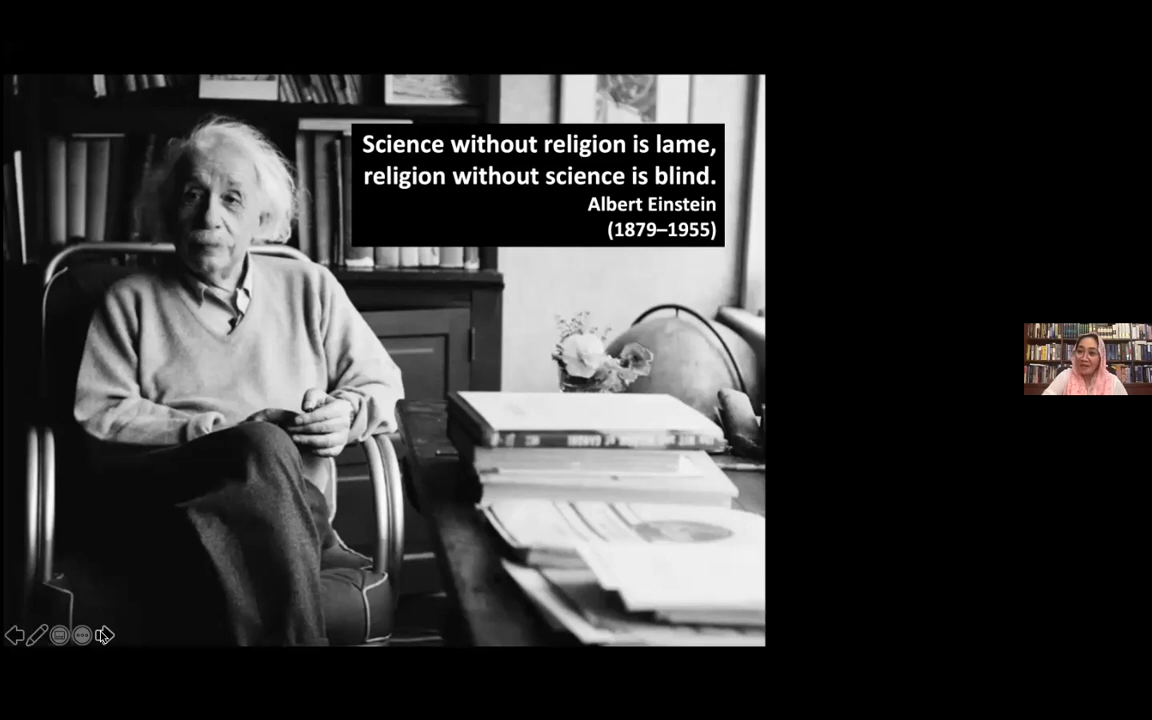 Science without religion is lame,
religion without science is blind.
Albert Einstein
(1879–1955)